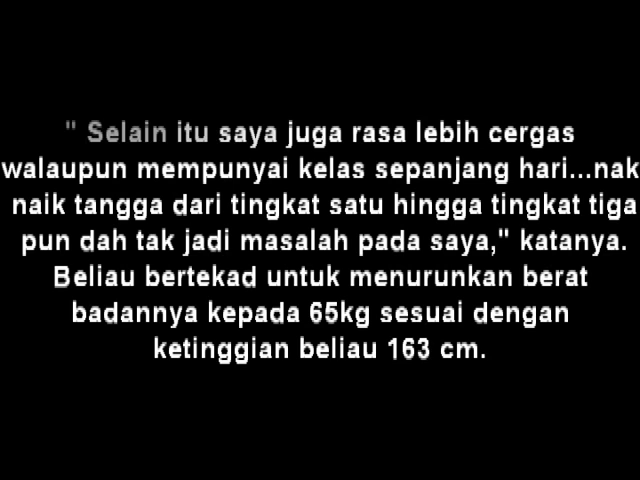 " Selain itu saya juga rasa lebih cergas
walaupun mempunyai kelas sepanjang hari...nak
naik tangga dari tingkat satu hingga tingkat tiga
pun dah tak jadi masalah pada saya," katanya.
Beliau bertekad untuk menurunkan berat
badannya kepada 65kg sesuai dengan
ketinggian beliau 163 cm.